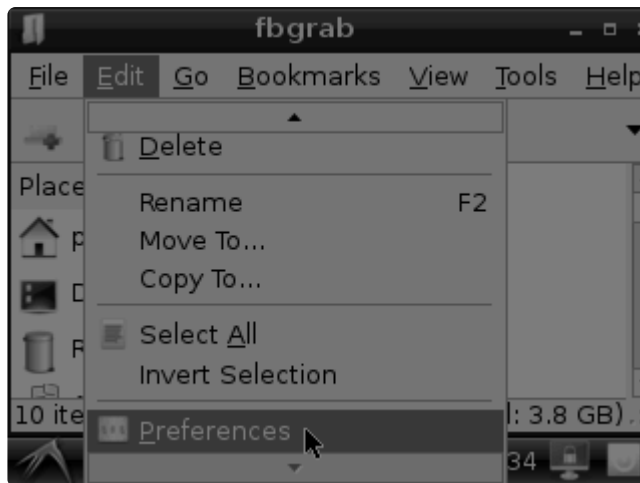 fbgrab
File Edit Go Bookmarks View Tools Help
Delete
Place
Rename F2
Move To...
Copy To...
Select All
Invert Selection
10 ite : 3.8 GB)
Preferences
34